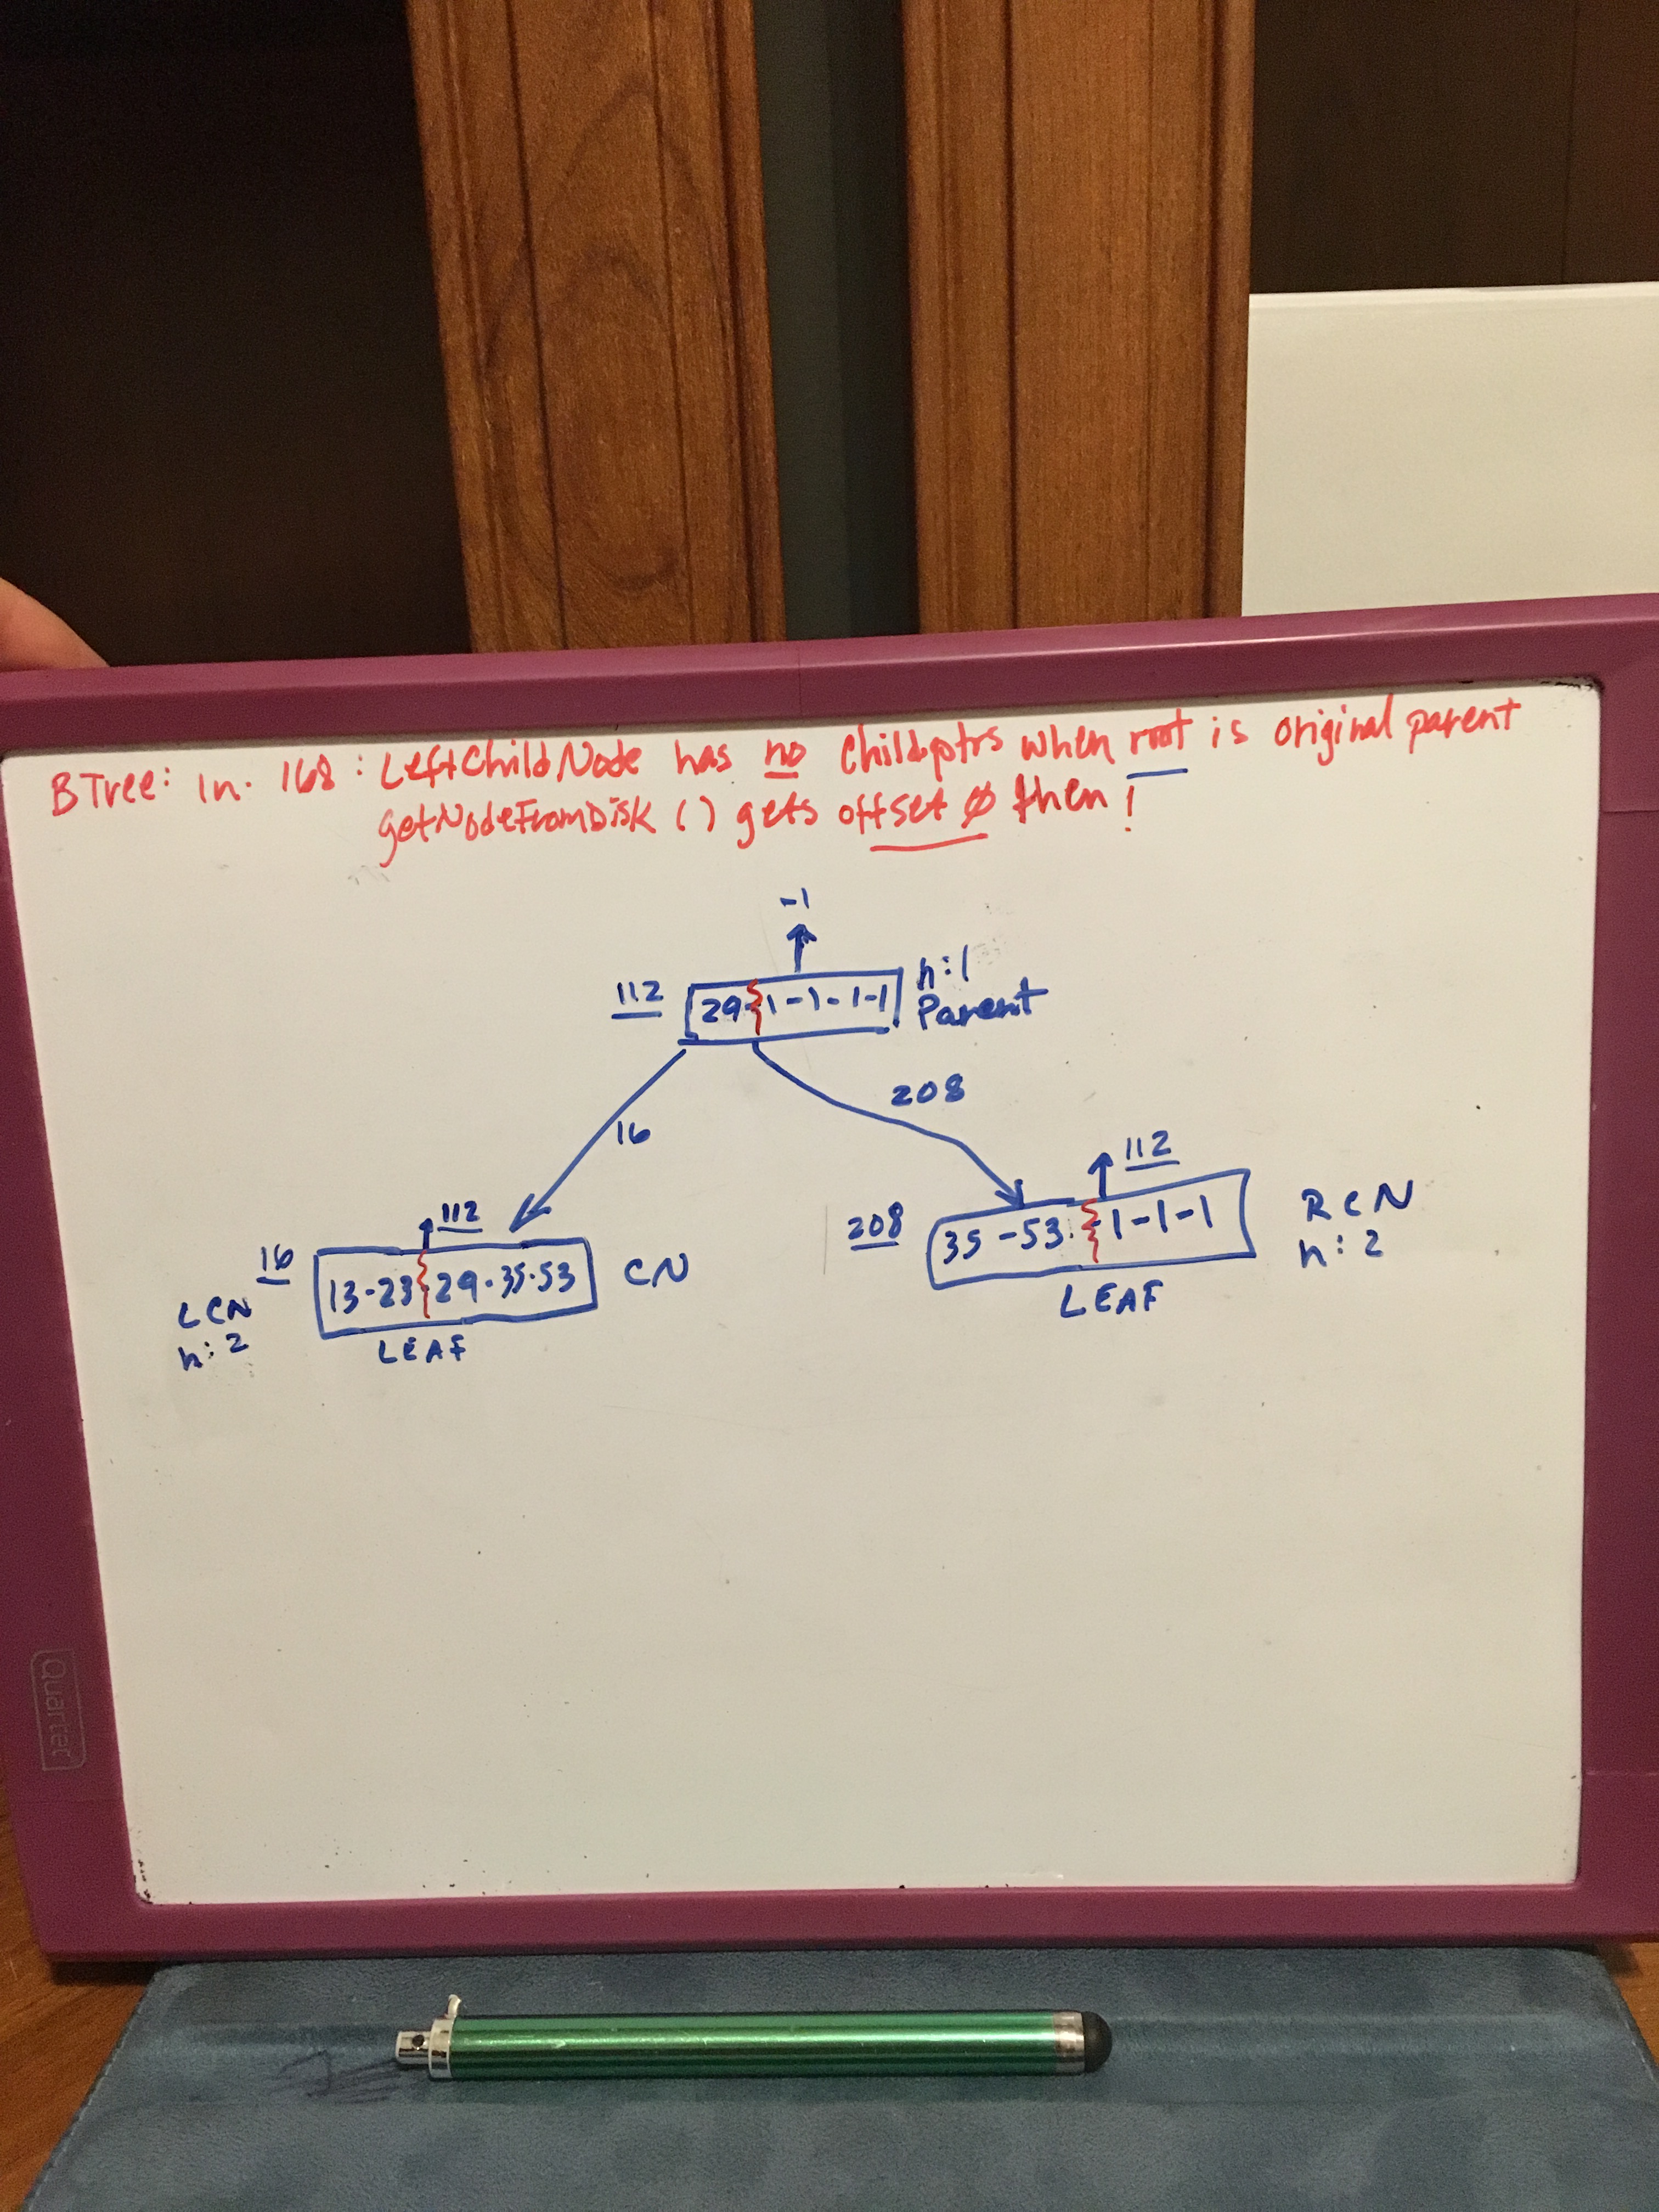 BTree: ln. 168: LeftChildNode has no childptrs when root is original parent
getNodeFromDisk() gets offset 0 then!
-1
112
29·}-1-1-1-1
n:1
Parent
16
208
16
112
LCN
n:2
13-23}·29·35·53
CN
LEAF
208
112
35-53·}-1-1-1
RCN
n:2
LEAF
Quartet